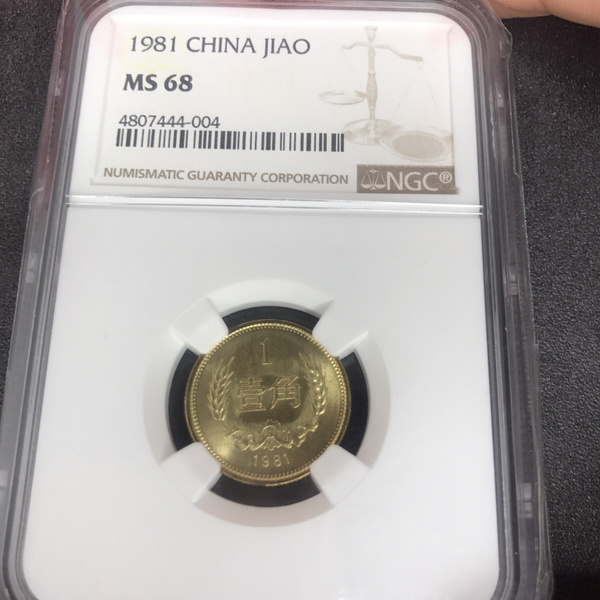 1981 CHINA JIAO
MS 68
4807444-004
NUMISMATIC GUARANTY CORPORATION
NGC®
1
壹角
1981